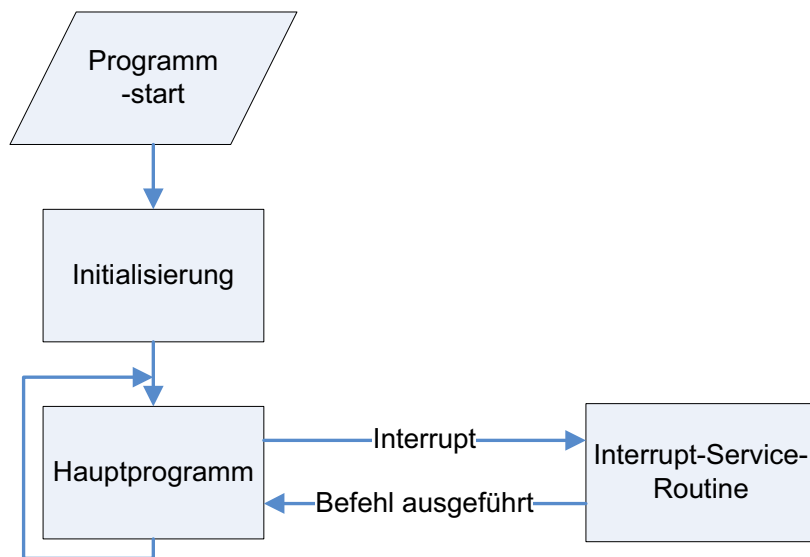 Programm
-start
Initialisierung
Hauptprogramm
Interrupt
Befehl ausgeführt
Interrupt-Service-
Routine